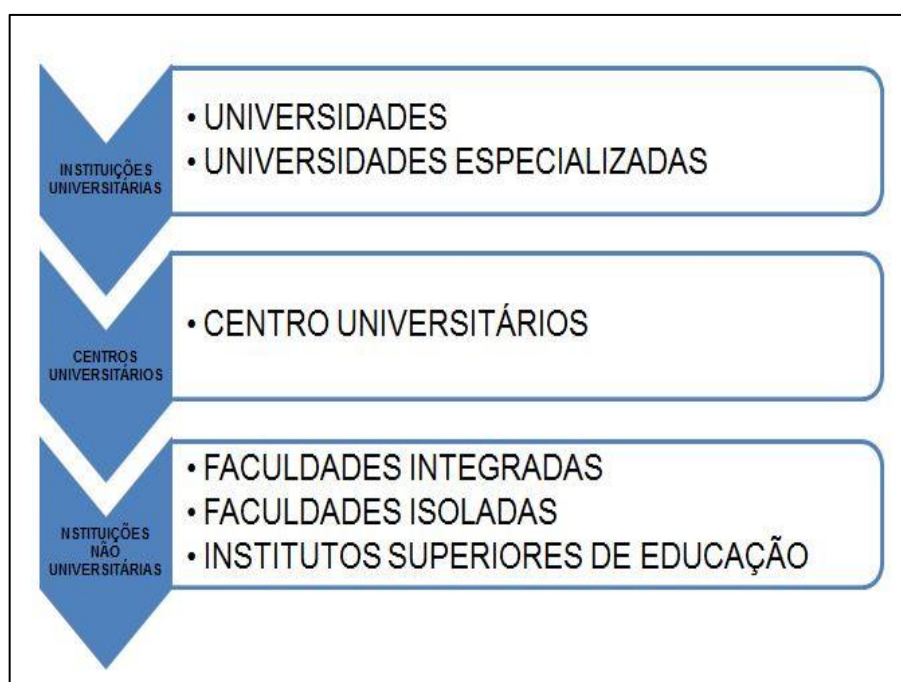 INSTITUIÇÕES
UNIVERSITÁRIAS
• UNIVERSIDADES
• UNIVERSIDADES ESPECIALIZADAS
CENTROS
UNIVERSITÁRIOS
• CENTRO UNIVERSITÁRIOS
NSTITUIÇÕES
NÃO
UNIVERSITÁRIAS
• FACULDADES INTEGRADAS
• FACULDADES ISOLADAS
• INSTITUTOS SUPERIORES DE EDUCAÇÃO